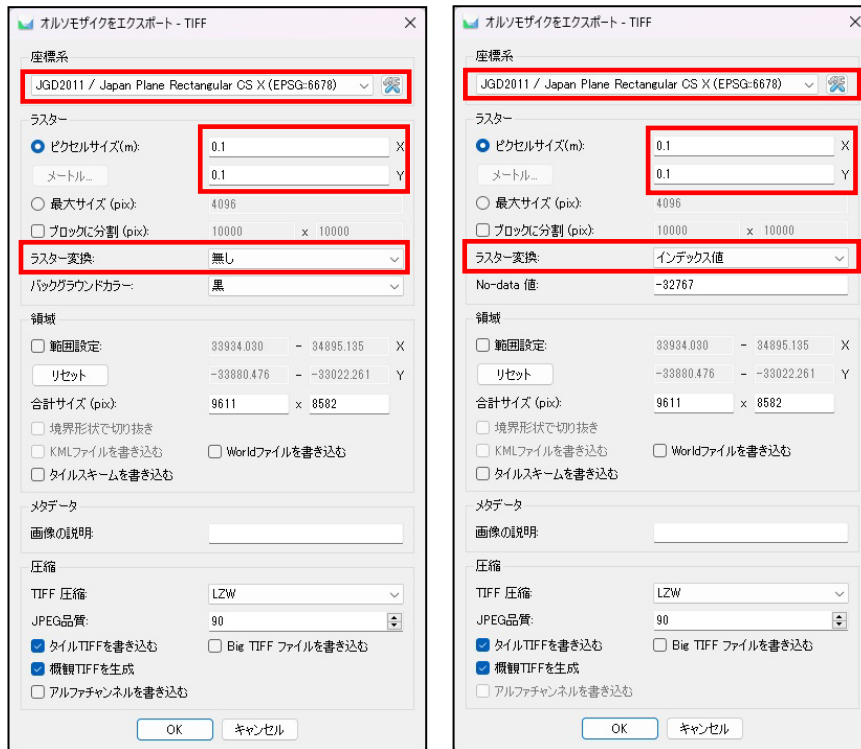 オルソモザイクをエクスポート - TIFF
座標系
JGD2011 / Japan Plane Rectangular CS X (EPSG::6678)
ラスター
ピクセルサイズ(m): 0.1 X
メートル... 0.1 Y
最大サイズ (pix): 4096
ブロックに分割 (pix): 10000 x 10000
ラスター変換: 無し
バックグラウンドカラー: 黒
領域
範囲設定: 33934.030 - 34895.135 X
リセット -33880.476 - -33022.261 Y
合計サイズ (pix): 9611 x 8582
境界形状で切り抜き
KMLファイルを書き込む Worldファイルを書き込む
タイルスキームを書き込む
メタデータ
画像の説明:
圧縮
TIFF 圧縮: LZW
JPEG品質: 90
タイルTIFFを書き込む Big TIFF ファイルを書き込む
概観TIFFを生成
アルファチャンネルを書き込む
OK キャンセル
オルソモザイクをエクスポート - TIFF
座標系
JGD2011 / Japan Plane Rectangular CS X (EPSG::6678)
ラスター
ピクセルサイズ(m): 0.1 X
メートル... 0.1 Y
最大サイズ (pix): 4096
ブロックに分割 (pix): 10000 x 10000
ラスター変換: インデックス値
No-data 値: -32767
領域
範囲設定: 33934.030 - 34895.135 X
リセット -33880.476 - -33022.261 Y
合計サイズ (pix): 9611 x 8582
境界形状で切り抜き
KMLファイルを書き込む Worldファイルを書き込む
タイルスキームを書き込む
メタデータ
画像の説明:
圧縮
TIFF 圧縮: LZW
JPEG品質: 90
タイルTIFFを書き込む Big TIFF ファイルを書き込む
概観TIFFを生成
アルファチャンネルを書き込む
OK キャンセル